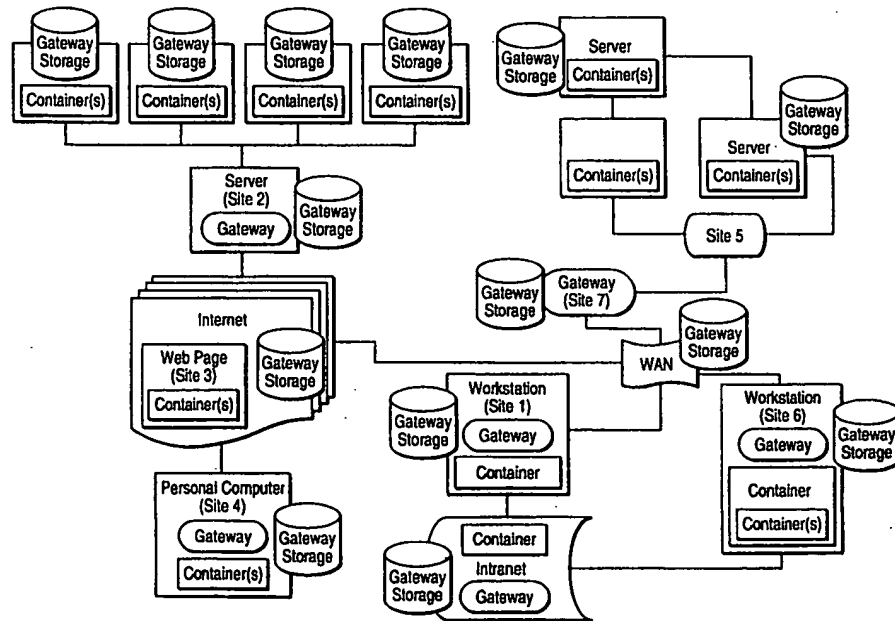 Gateway
Storage
Container(s)
Gateway
Storage
Container(s)
Gateway
Storage
Container(s)
Gateway
Storage
Container(s)
Server
(Site 2)
Gateway
Gateway
Storage
Internet
Web Page
(Site 3)
Container(s)
Gateway
Storage
Personal Computer
(Site 4)
Gateway
Container(s)
Gateway
Storage
Gateway
Storage
Server
Container(s)
Container(s)
Server
Container(s)
Gateway
Storage
Site 5
Gateway
Storage
Gateway
(Site 7)
WAN
Gateway
Storage
Workstation
(Site 1)
Gateway
Container
Gateway
Storage
Workstation
(Site 6)
Gateway
Container
Container(s)
Gateway
Storage
Container
Intranet
Gateway
Gateway
Storage